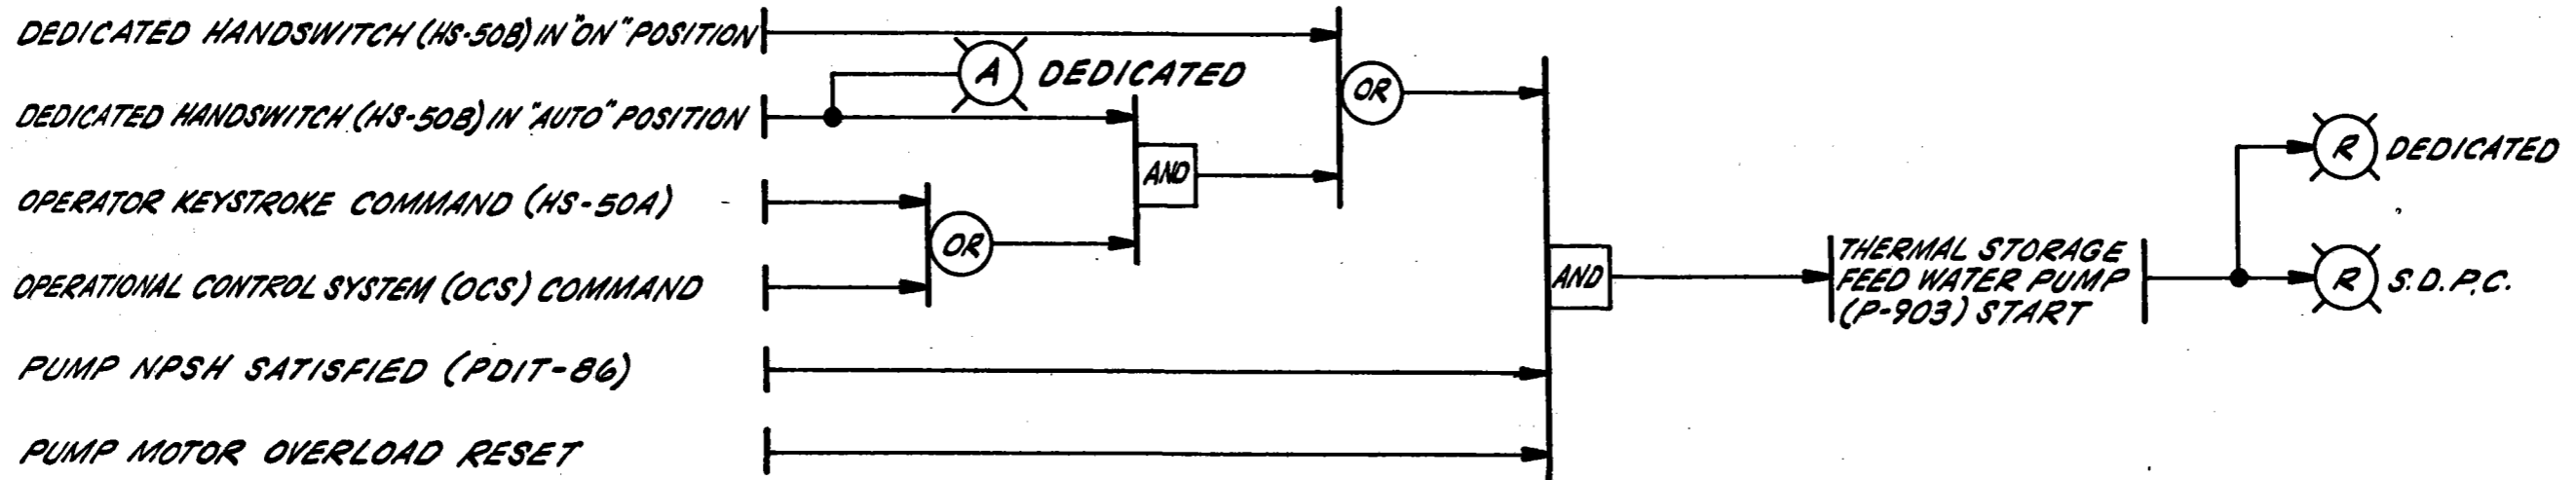 DEDICATED HANDSWITCH (HS-50B) IN "ON" POSITION
A DEDICATED
OR
DEDICATED HANDSWITCH (HS-50B) IN "AUTO" POSITION
R DEDICATED
AND
OPERATOR KEYSTROKE COMMAND (HS-50A)
OR
THERMAL STORAGE
FEED WATER PUMP
(P-903) START
AND
R S.D.P.C.
OPERATIONAL CONTROL SYSTEM (OCS) COMMAND
PUMP NPSH SATISFIED (PDIT-86)
PUMP MOTOR OVERLOAD RESET